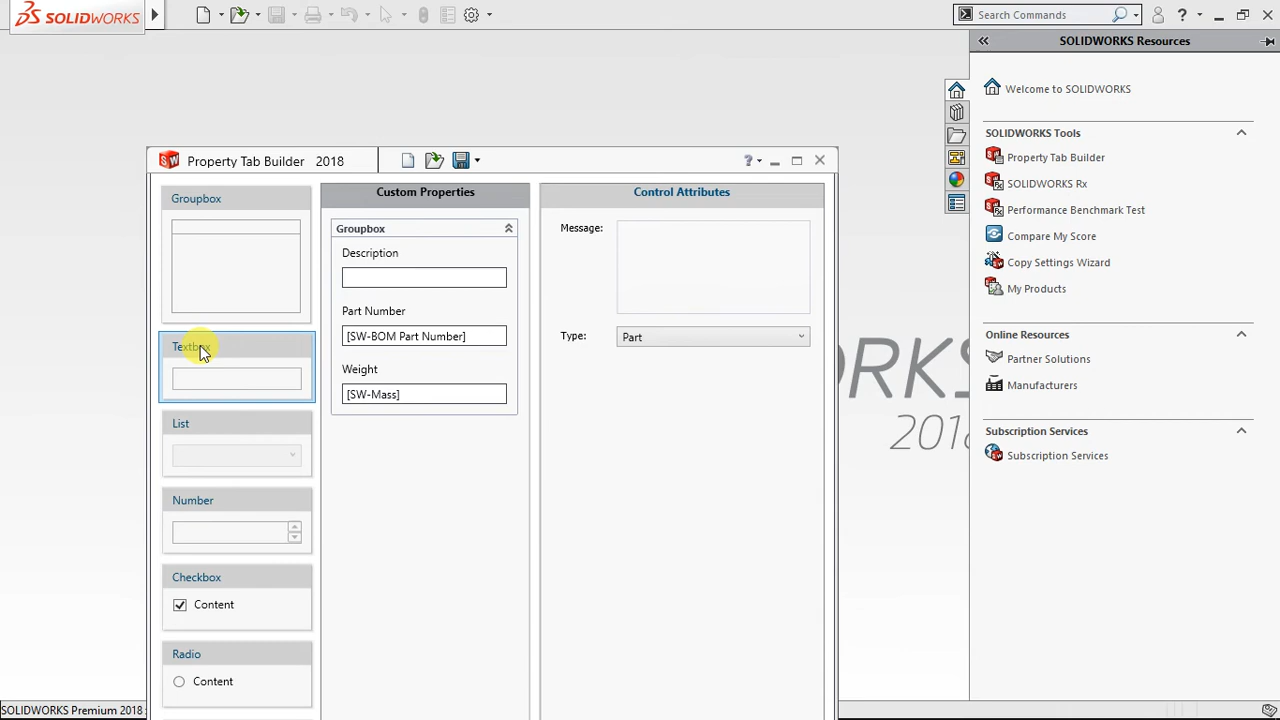 SOLIDWORKS
Search Commands
?
SOLIDWORKS Resources
Welcome to SOLIDWORKS
SOLIDWORKS Tools
Property Tab Builder
SOLIDWORKS Rx
Performance Benchmark Test
Compare My Score
Copy Settings Wizard
My Products
Online Resources
Partner Solutions
Manufacturers
Subscription Services
Subscription Services
Property Tab Builder 2018
?
Groupbox
Textbox
List
Number
Checkbox
Content
Radio
Content
Custom Properties
Groupbox
Description
Part Number
[SW-BOM Part Number]
Weight
[SW-Mass]
Control Attributes
Message:
Type:
Part
ORKS
SOLIDWORKS Premium 2018